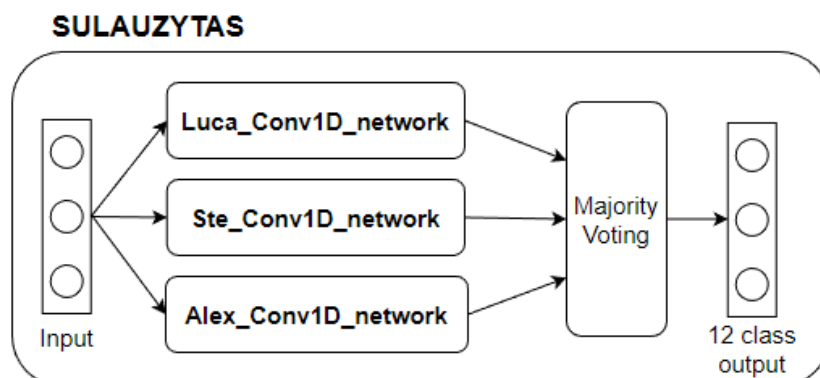 SULAUZYTAS
Luca_Conv1D_network
Ste_Conv1D_network
Alex_Conv1D_network
Input
Majority
Voting
12 class
output